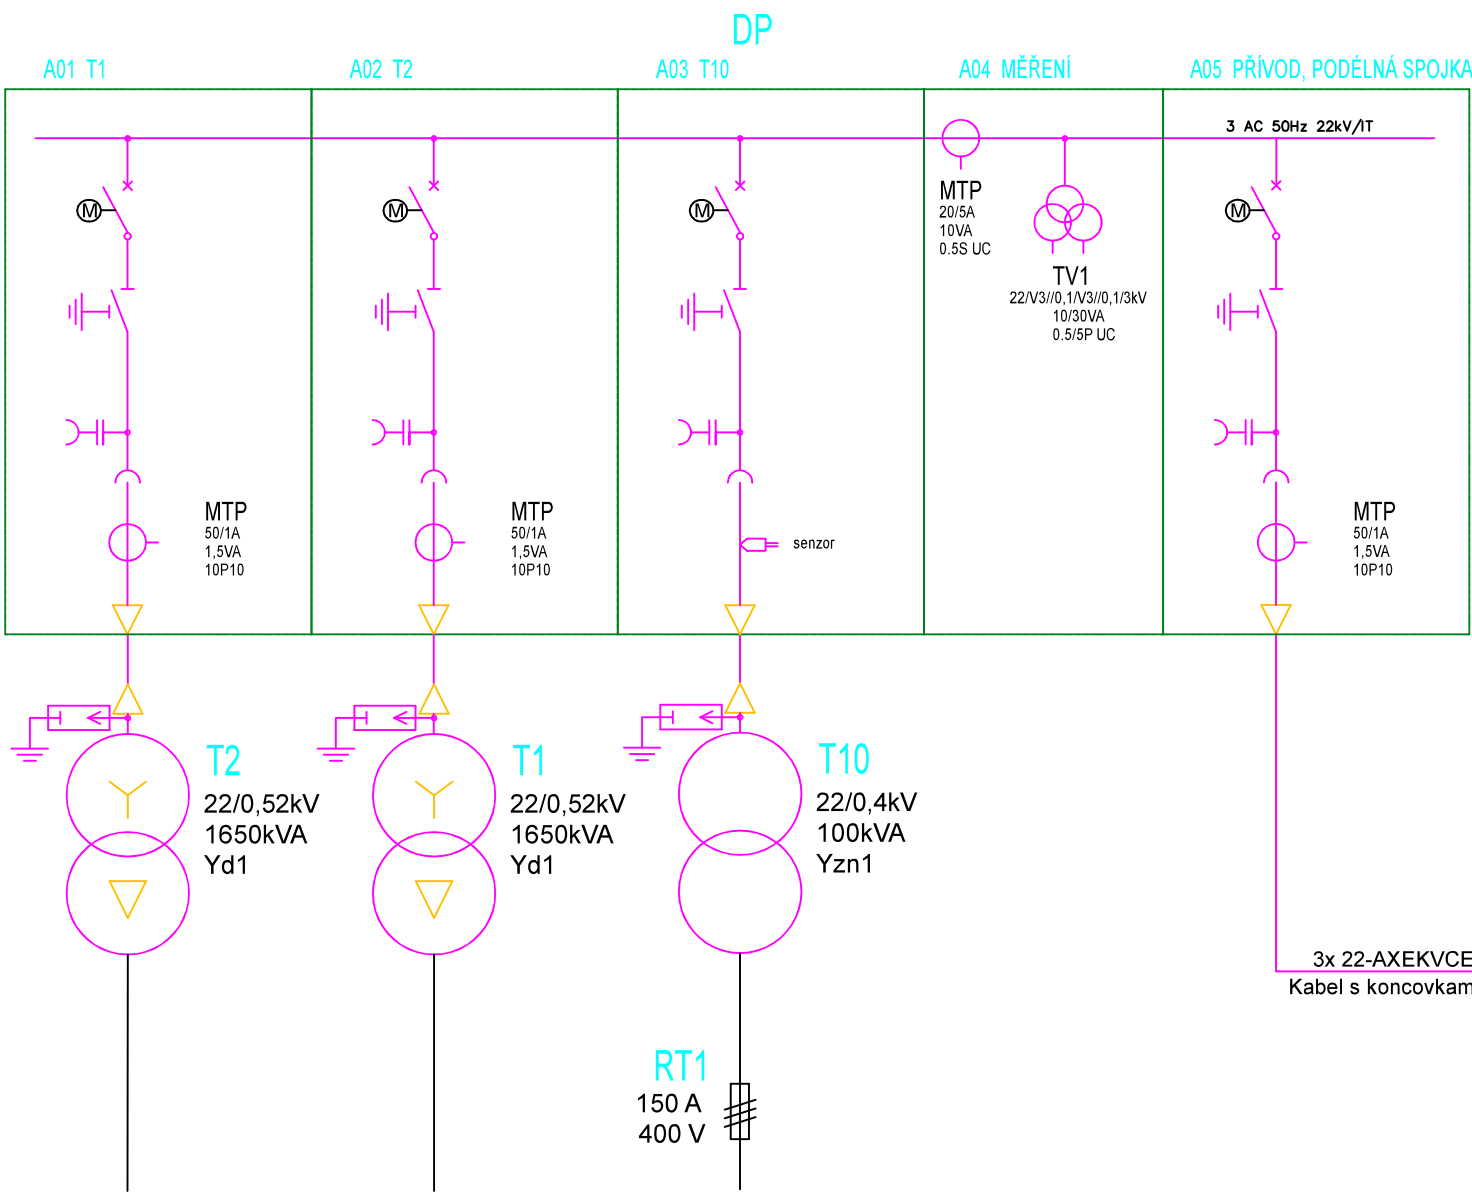 DP
A01 T1
A02 T2
A03 T10
A04 MĚŘENÍ
A05 PŘÍVOD, PODÉLNÁ SPOJKA
3 AC 50Hz 22kV/IT
M
M
M
M
MTP
20/5A
10VA
0.5S UC
TV1
22/V3//0,1/V3//0,1/3kV
10/30VA
0.5/5P UC
MTP
50/1A
1,5VA
10P10
MTP
50/1A
1,5VA
10P10
senzor
MTP
50/1A
1,5VA
10P10
T2
22/0,52kV
1650kVA
Yd1
T1
22/0,52kV
1650kVA
Yd1
T10
22/0,4kV
100kVA
Yzn1
3x 22-AXEKVCE
Kabel s koncovkam
RT1
150 A
400 V